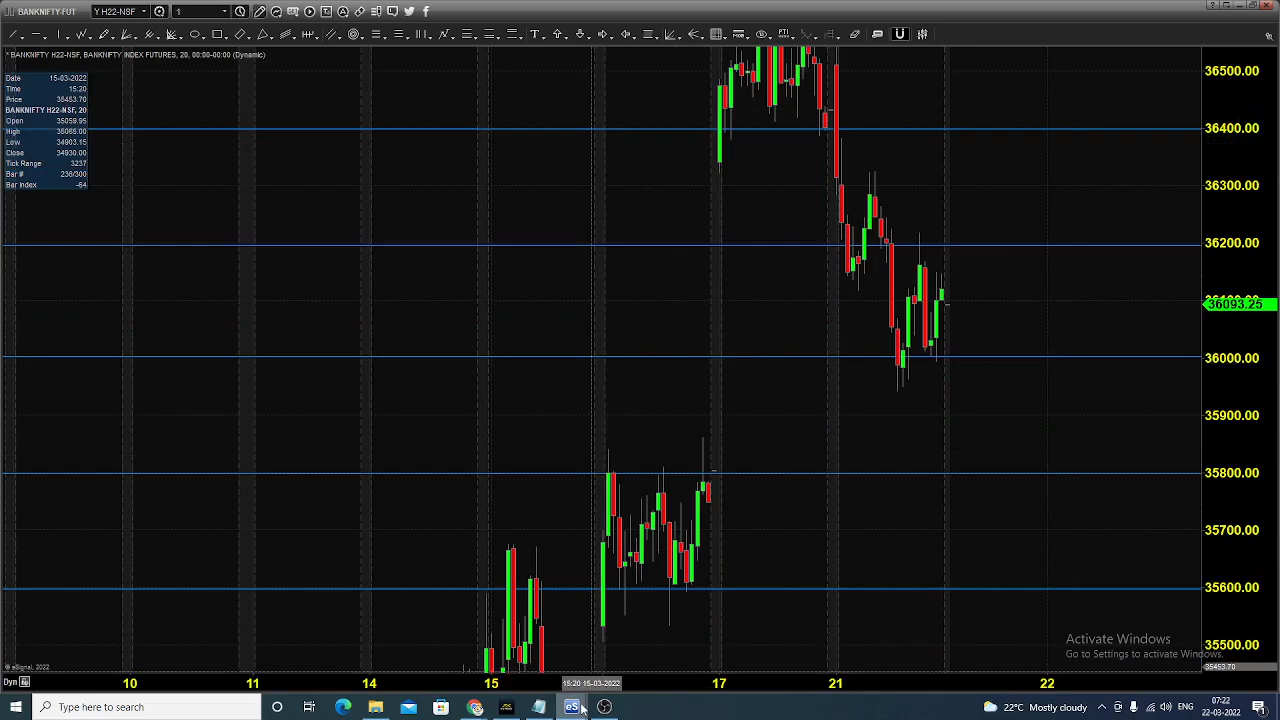 BANKNIFTY-FUT
Y H22-NSF
1
* BANKNIFTY H22-NSF, BANKNIFTY INDEX FUTURES, 20, 00:00-00:00 (Dynamic)
Date 15-03-2022
Time 15:20
Price 35453.70
BANKNIFTY H22-NSF, 20
Open 35059.95
High 35065.00
Low 34903.15
Close 34930.00
Tick Range 3237
Bar # 236/300
Bar Index -64
36500.00
36400.00
36300.00
36200.00
36093.25
36000.00
35900.00
35800.00
35700.00
35600.00
35500.00
35453.70
Activate Windows
Go to Settings to activate Windows.
© eSignal, 2022
Dyn
10
11
14
15
15:20 15-03-2022
17
21
22
Type here to search
eS
22°C Mostly cloudy
ENG
07:22
22-03-2022